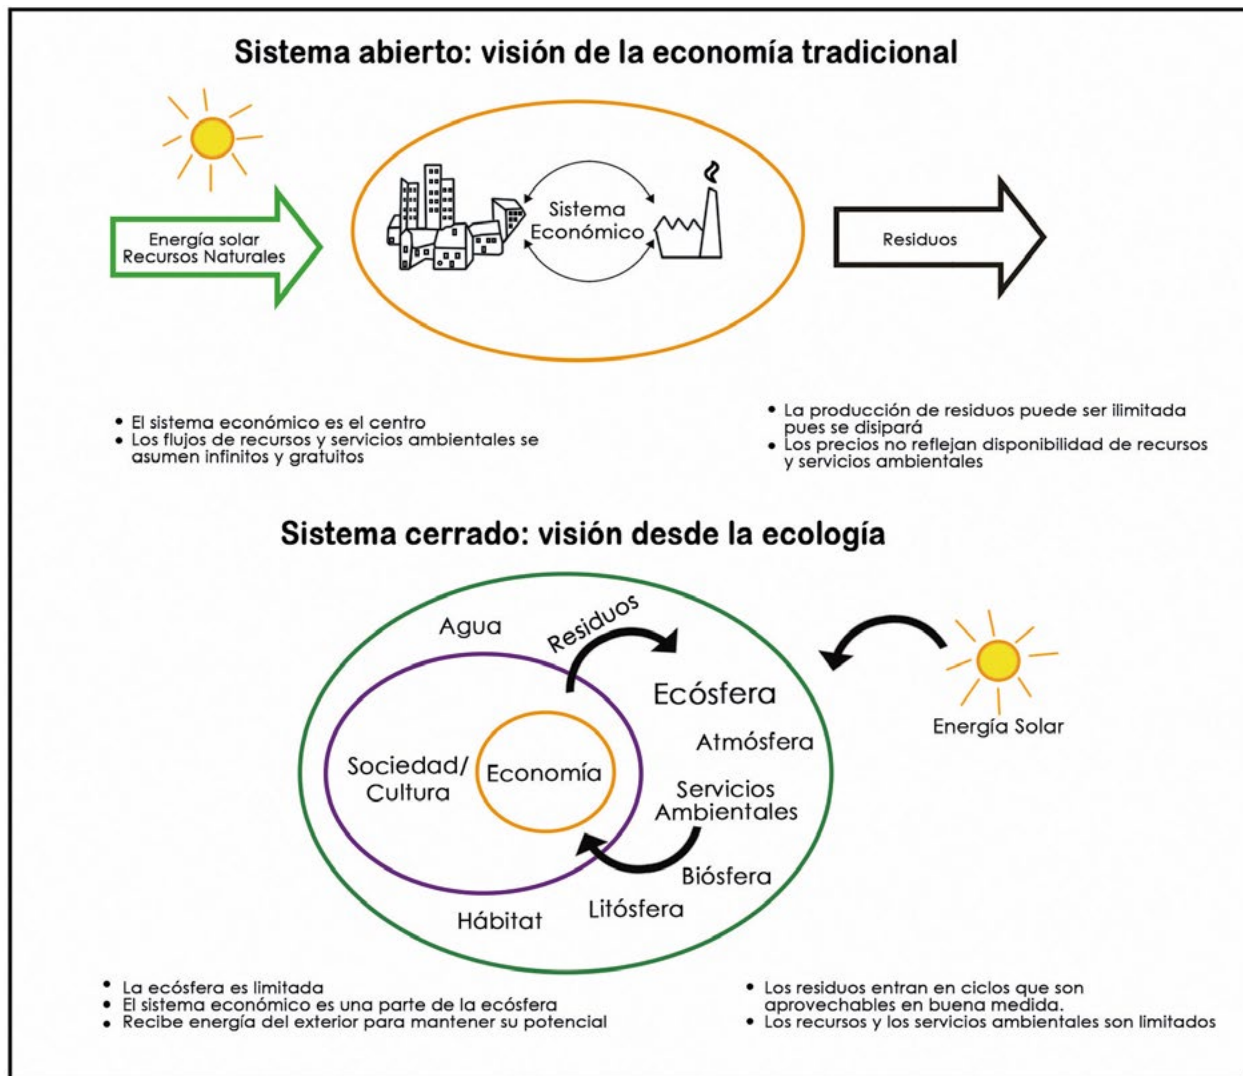 Sistema abierto: visión de la economía tradicional
Energía solar
Recursos Naturales
Sistema
Económico
Residuos
• El sistema económico es el centro
• Los flujos de recursos y servicios ambientales se
asumen infinitos y gratuitos
• La producción de residuos puede ser ilimitada
pues se disipará
• Los precios no reflejan disponibilidad de recursos
y servicios ambientales
Sistema cerrado: visión desde la ecología
Agua
Residuos
Ecósfera
Atmósfera
Energía Solar
Sociedad/
Cultura
Economía
Servicios
Ambientales
Biósfera
Litósfera
Hábitat
• La ecósfera es limitada
• El sistema económico es una parte de la ecósfera
• Recibe energía del exterior para mantener su potencial
• Los residuos entran en ciclos que son
aprovechables en buena medida.
• Los recursos y los servicios ambientales son limitados